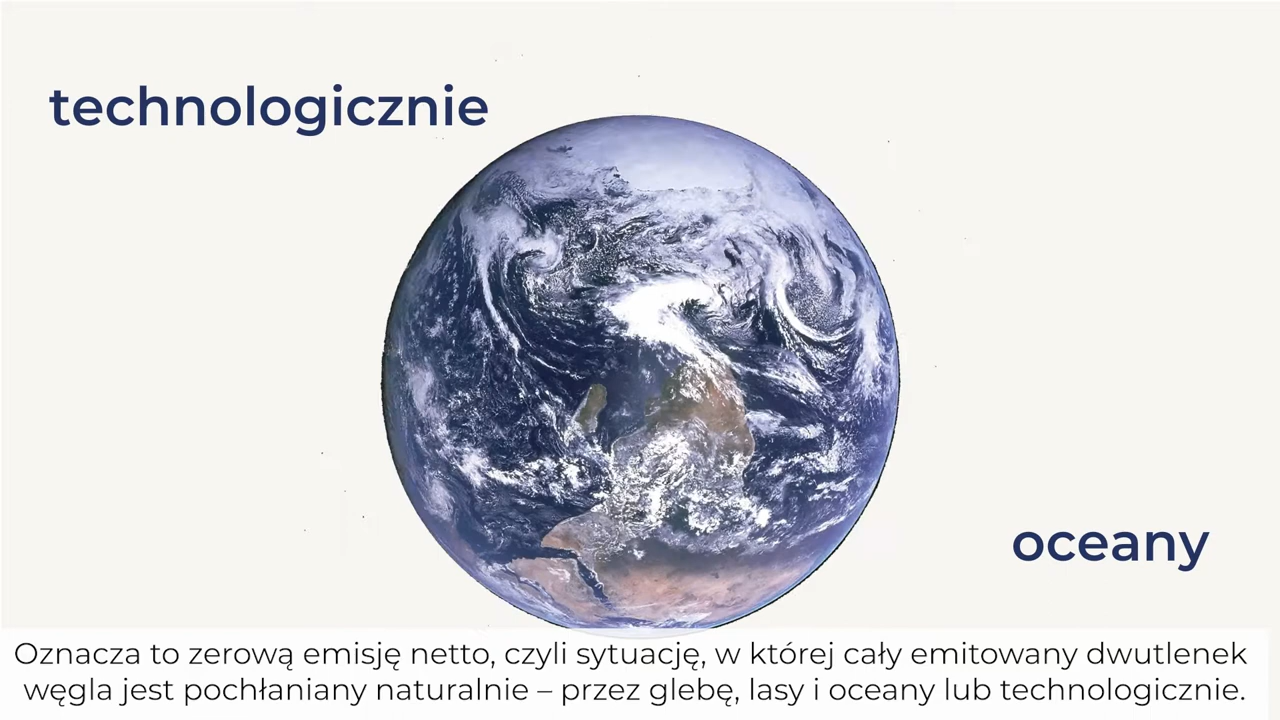 technologicznie
oceany
Oznacza to zerową emisję netto, czyli sytuację, w której cały emitowany dwutlenek
węgla jest pochłaniany naturalnie – przez glebę, lasy i oceany lub technologicznie.